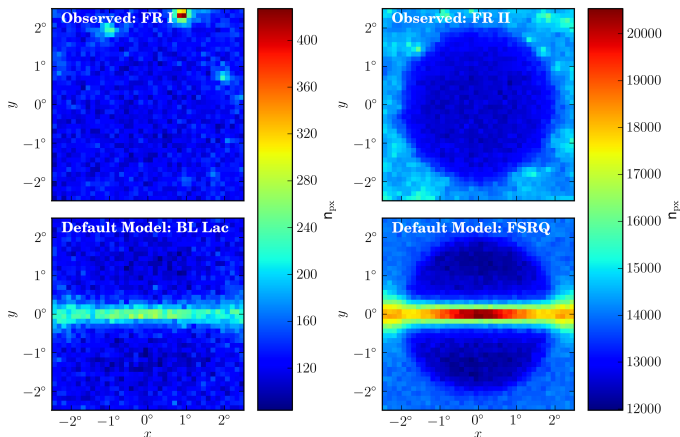 Observed: FR I
Observed: FR II
2°
1°
0°
−1°
−2°
y
400
360
320
280
240
200
160
120
n_px
2°
1°
0°
−1°
−2°
y
20000
19000
18000
17000
16000
15000
14000
13000
12000
n_px
Default Model: BL Lac
Default Model: FSRQ
2°
1°
0°
−1°
−2°
y
−2° −1° 0° 1° 2°
x
2°
1°
0°
−1°
−2°
y
−2° −1° 0° 1° 2°
x